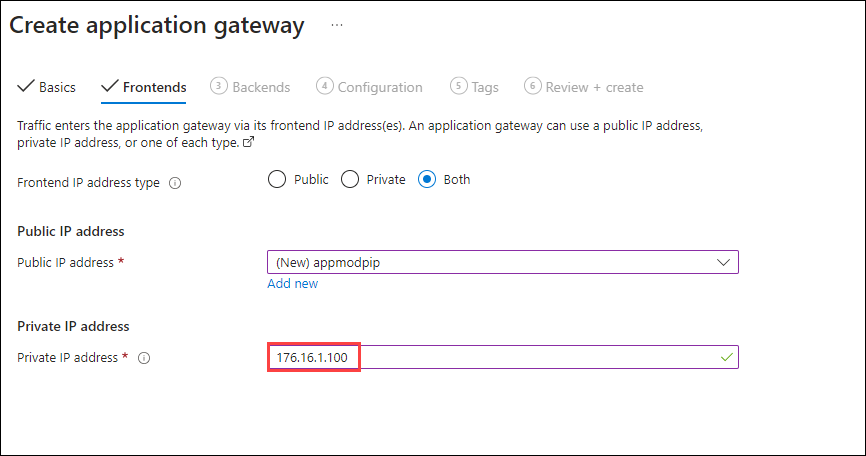 Create application gateway ...
Basics Frontends 3 Backends 4 Configuration 5 Tags 6 Review + create
Traffic enters the application gateway via its frontend IP address(es). An application gateway can use a public IP address,
private IP address, or one of each type.
Frontend IP address type Public Private Both
Public IP address
Public IP address * (New) appmodpip
Add new
Private IP address
Private IP address * 176.16.1.100